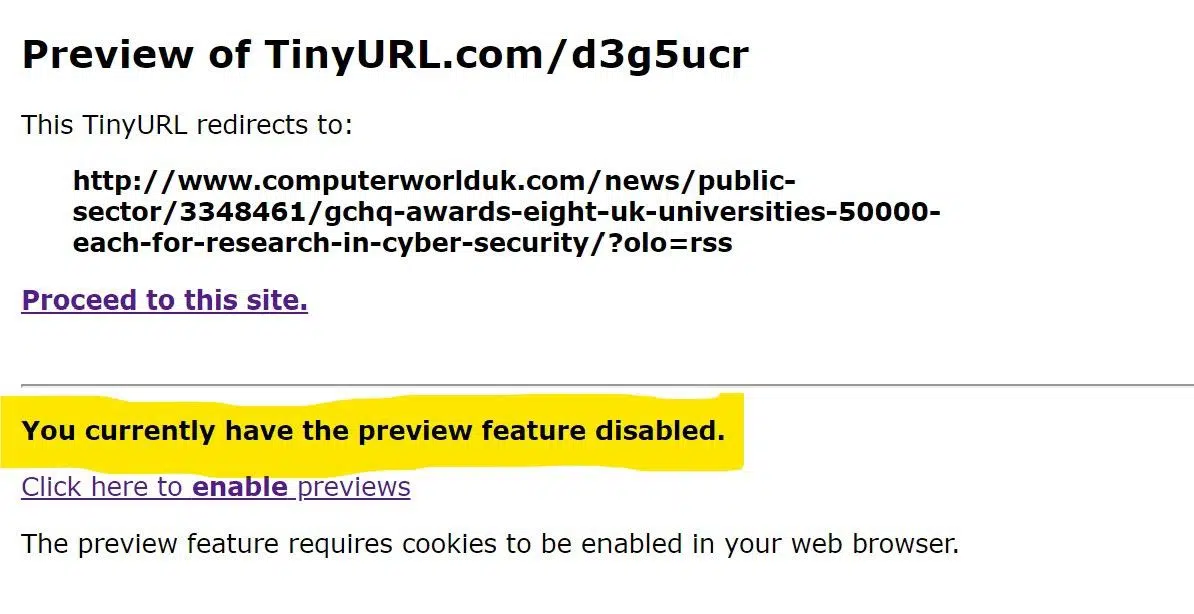 Preview of TinyURL.com/d3g5ucr
This TinyURL redirects to:
http://www.computerworlduk.com/news/public-
sector/3348461/gchq-awards-eight-uk-universities-50000-
each-for-research-in-cyber-security/?olo=rss
Proceed to this site.
You currently have the preview feature disabled.
Click here to enable previews
The preview feature requires cookies to be enabled in your web browser.